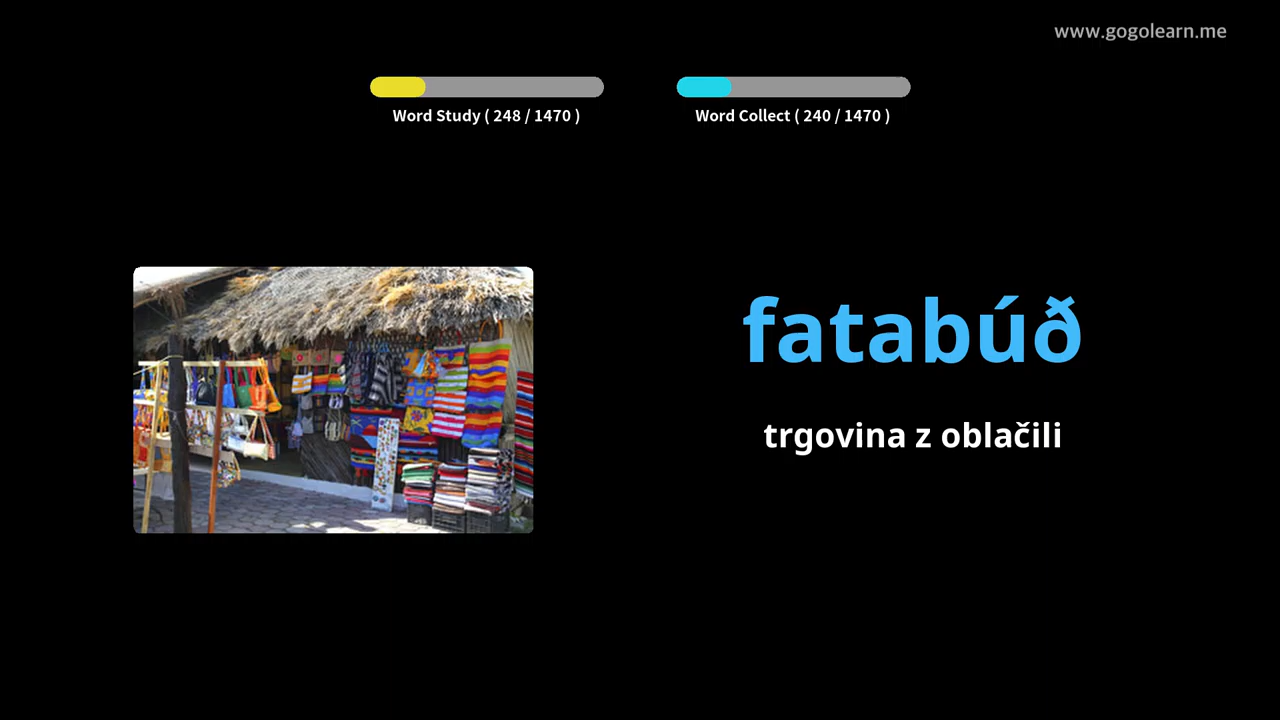 www.gogolearn.me
Word Study ( 248 / 1470 )
Word Collect ( 240 / 1470 )
fatabúð
trgovina z oblačili